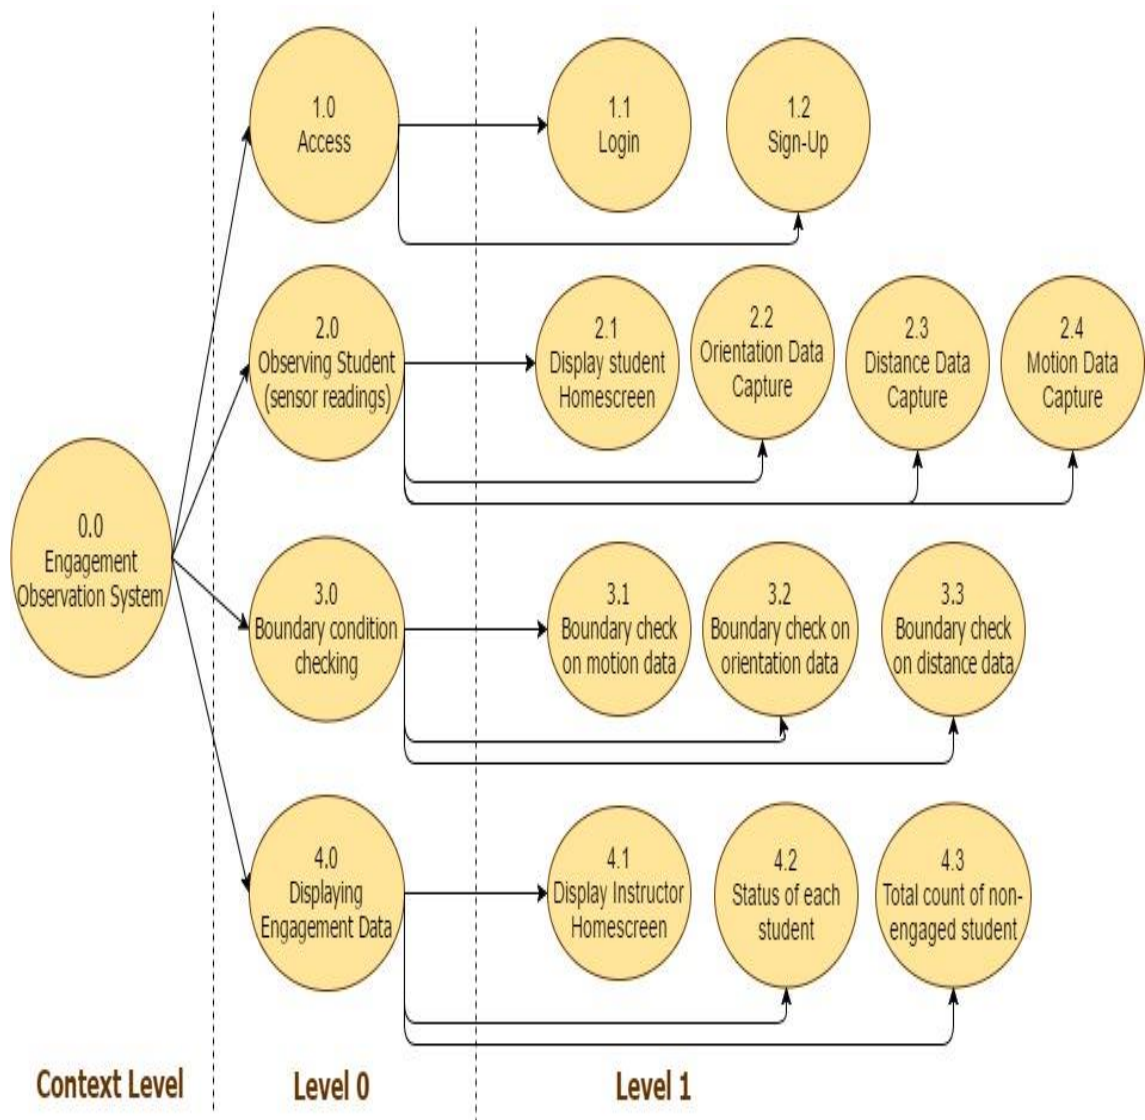 1.0
Access
1.1
Login
1.2
Sign-Up
2.0
Observing Student
(sensor readings)
2.1
Display student
Homescreen
2.2
Orientation Data
Capture
2.3
Distance Data
Capture
2.4
Motion Data
Capture
0.0
Engagement
Observation System
3.0
Boundary condition
checking
3.1
Boundary check
on motion data
3.2
Boundary check on
orientation data
3.3
Boundary check
on distance data
4.0
Displaying
Engagement Data
4.1
Display Instructor
Homescreen
4.2
Status of each
student
4.3
Total count of non-
engaged student
Context Level
Level 0
Level 1